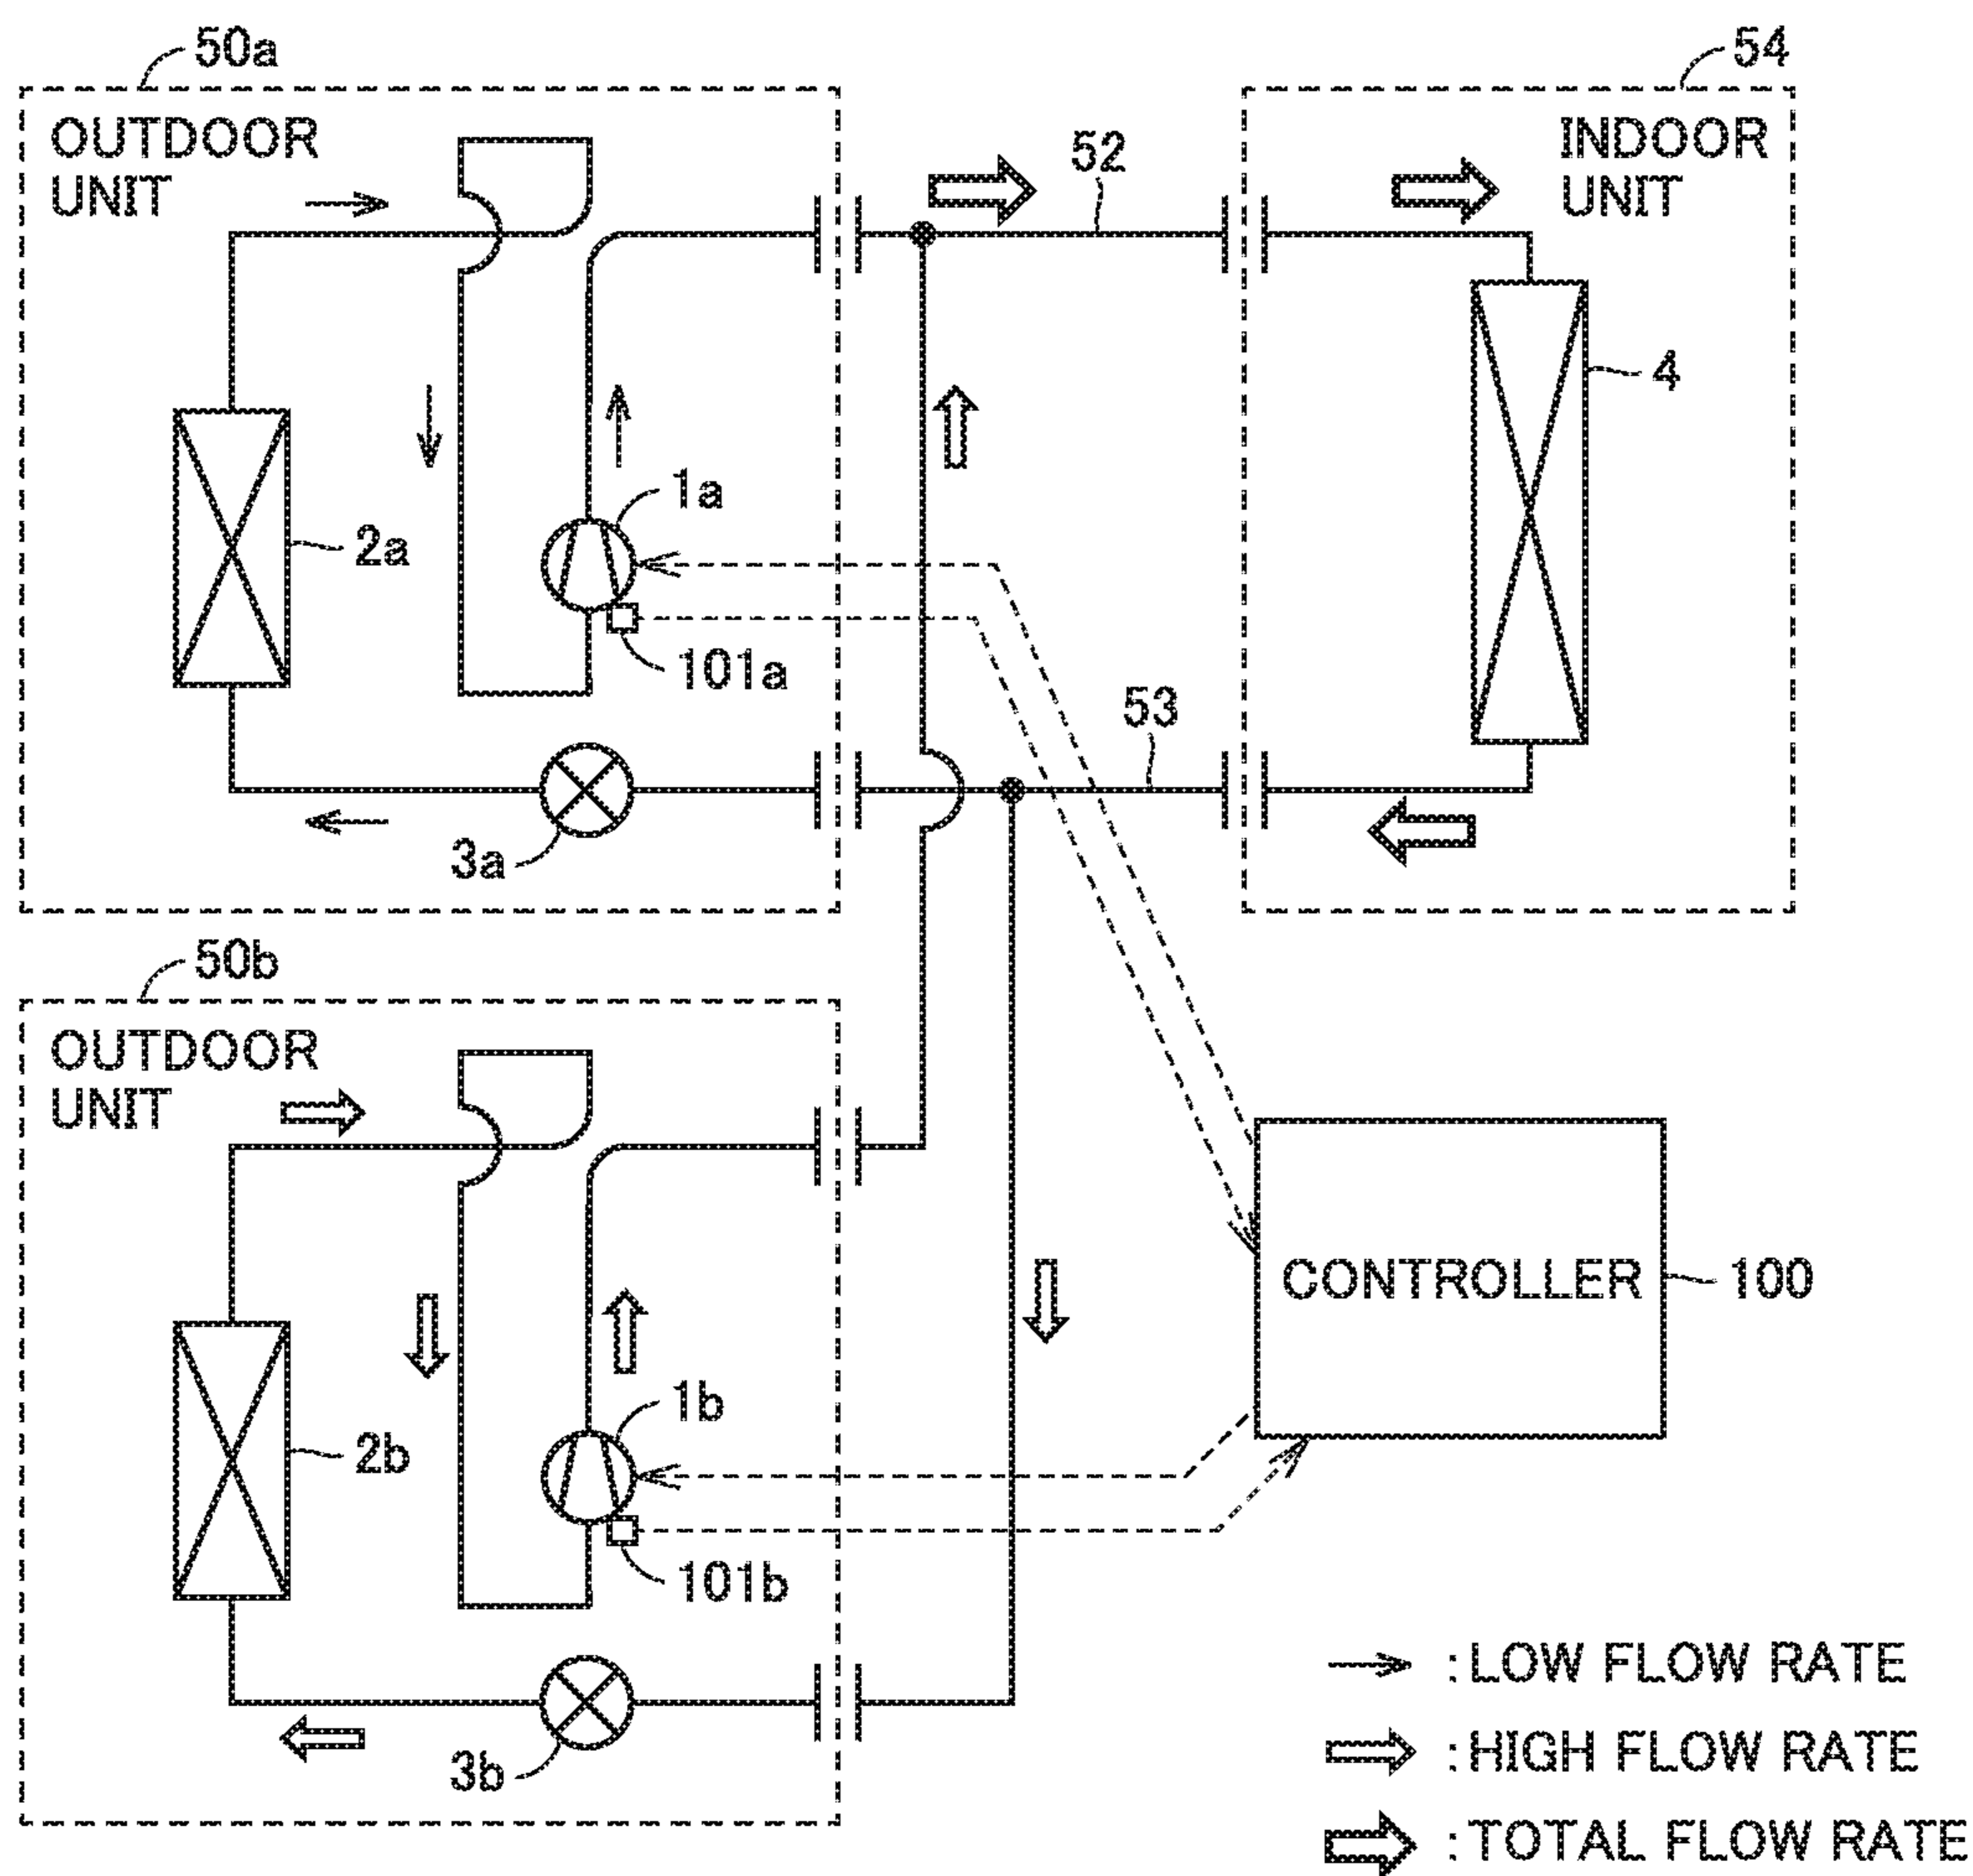 50a
54
OUTDOOR
UNIT
52
INDOOR
UNIT
4
1a
2a
101a
53
3a
50b
OUTDOOR
UNIT
CONTROLLER
100
1b
2b
101b
3b
: LOW FLOW RATE
: HIGH FLOW RATE
: TOTAL FLOW RATE